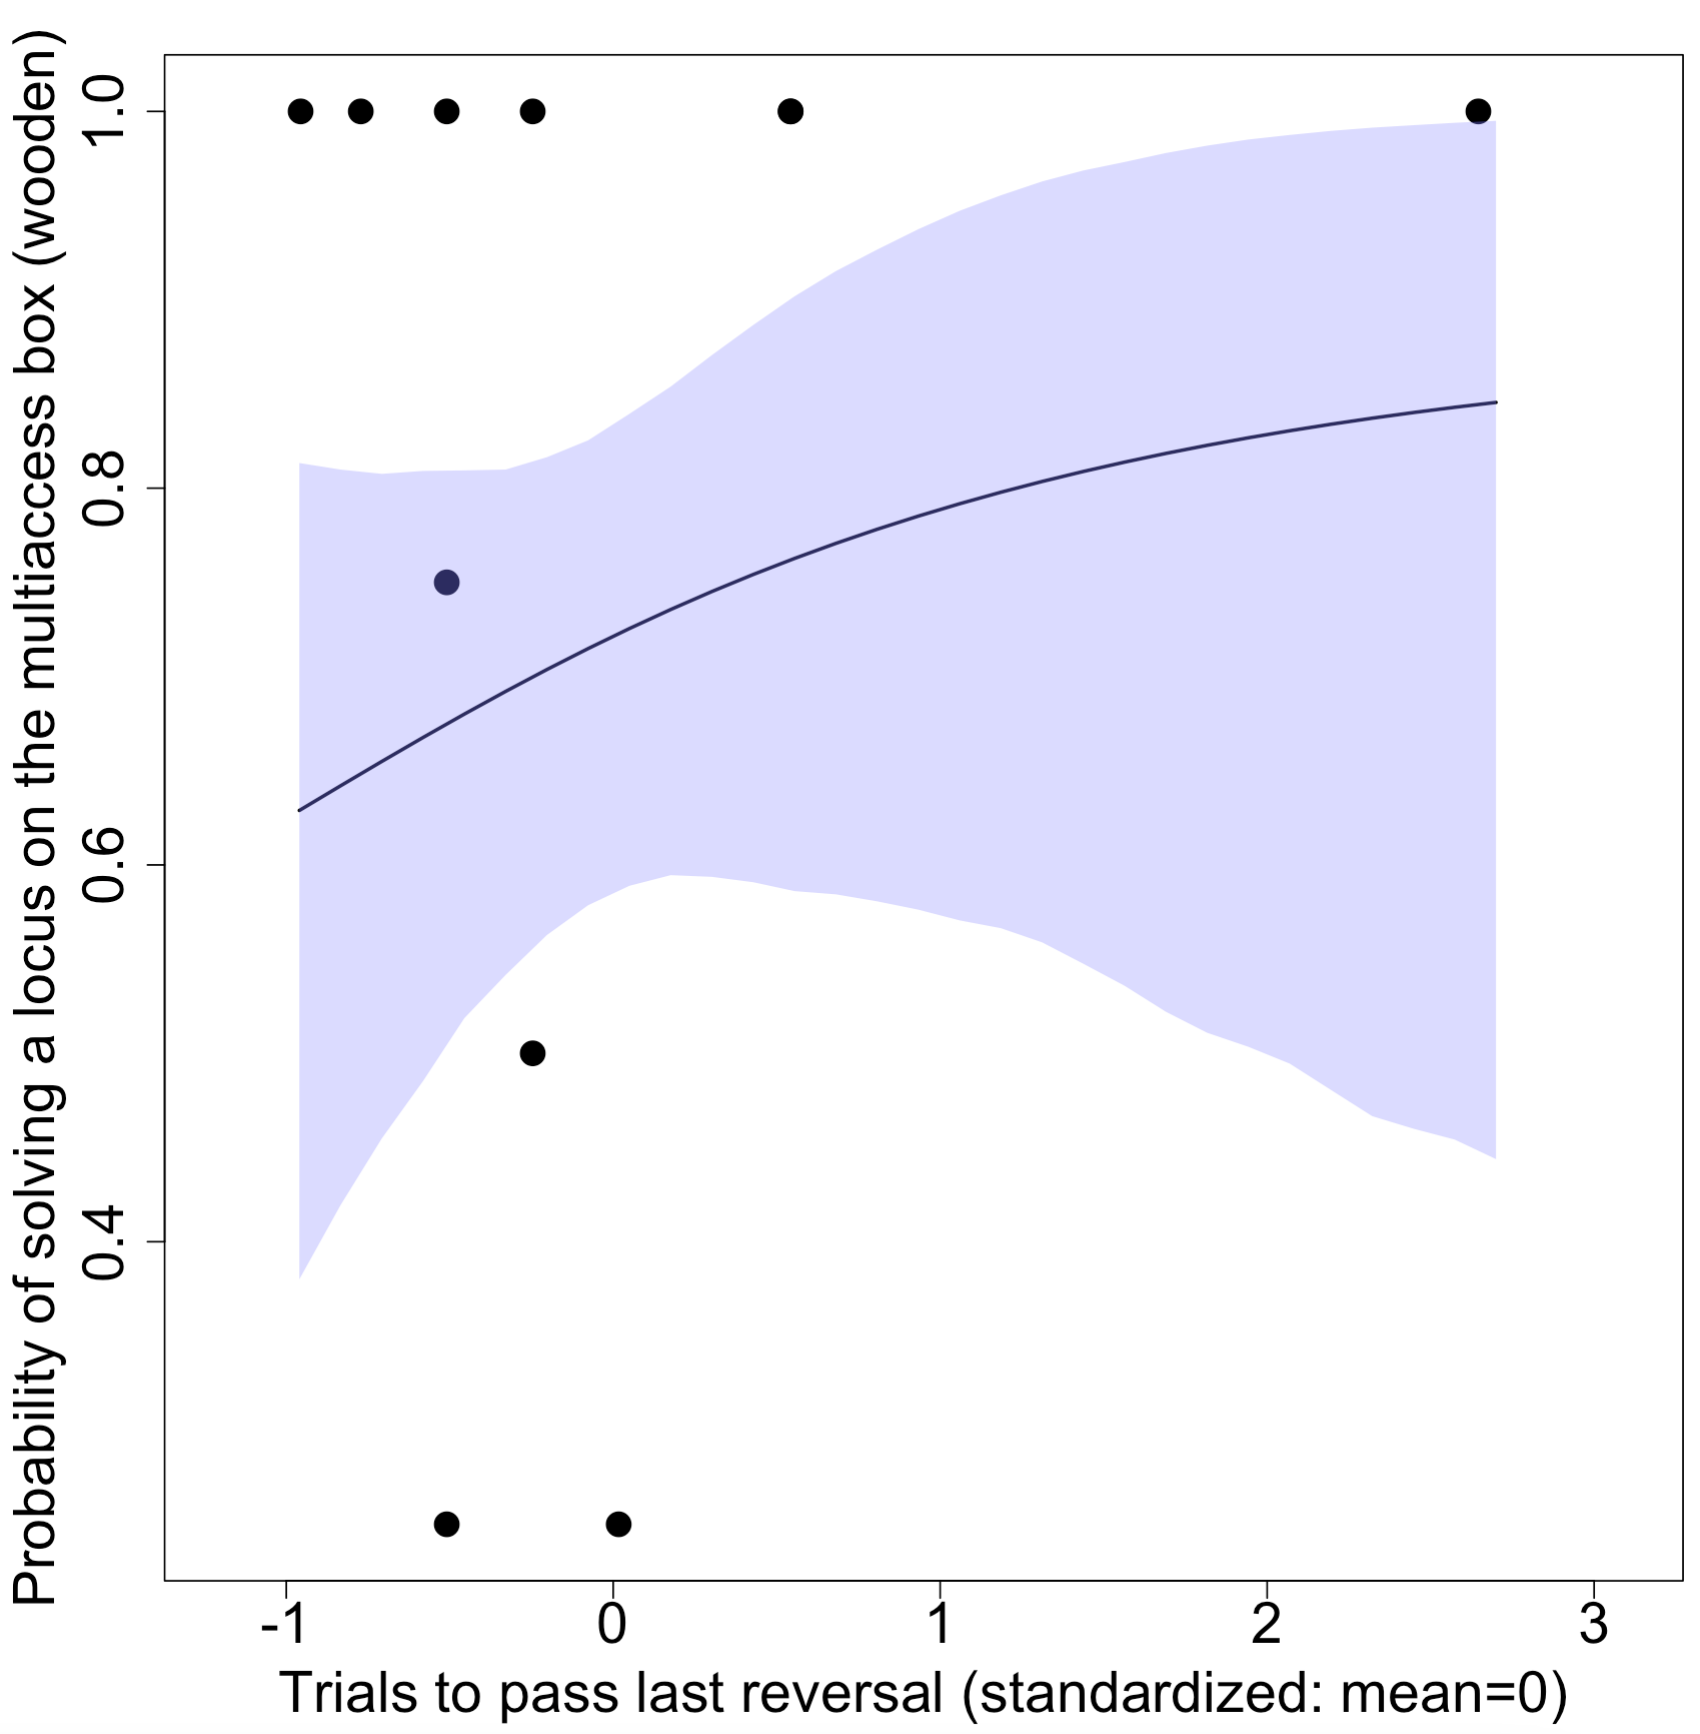 Probability of solving a locus on the multiaccess box (wooden)
1.0
0.8
0.6
0.4
-1 0 1 2 3
Trials to pass last reversal (standardized: mean=0)